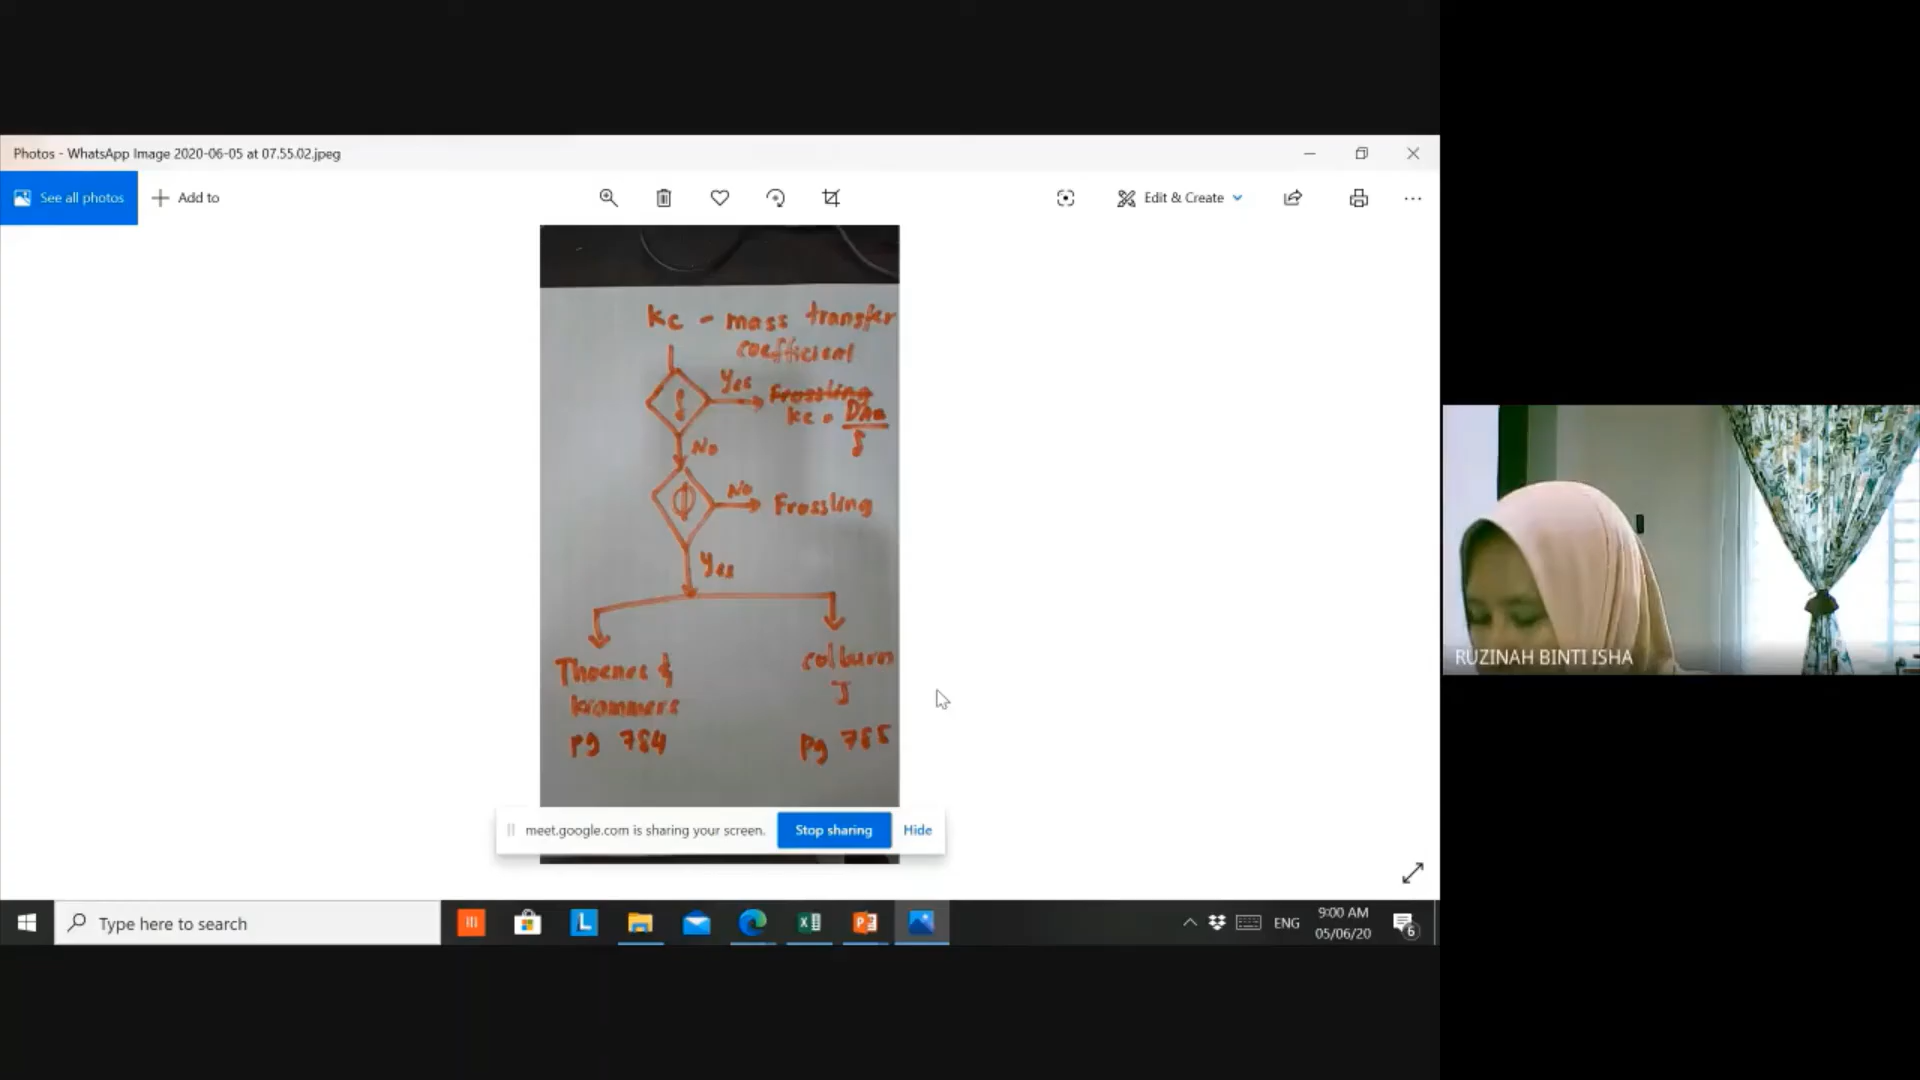 Photos - WhatsApp Image 2020-06-05 at 07.55.02.jpeg
See all photos
Add to
Edit & Create
kc - mass transfer
coefficient
Yes
Frossling
kc = DAB
δ
δ
No
Φ
No
Frossling
Yes
Thoenes &
krammers
pg 784
colburn
J
Pg 785
RUZINAH BINTI ISHA
meet.google.com is sharing your screen.
Stop sharing
Hide
Type here to search
ENG
9:00 AM
05/06/20
6